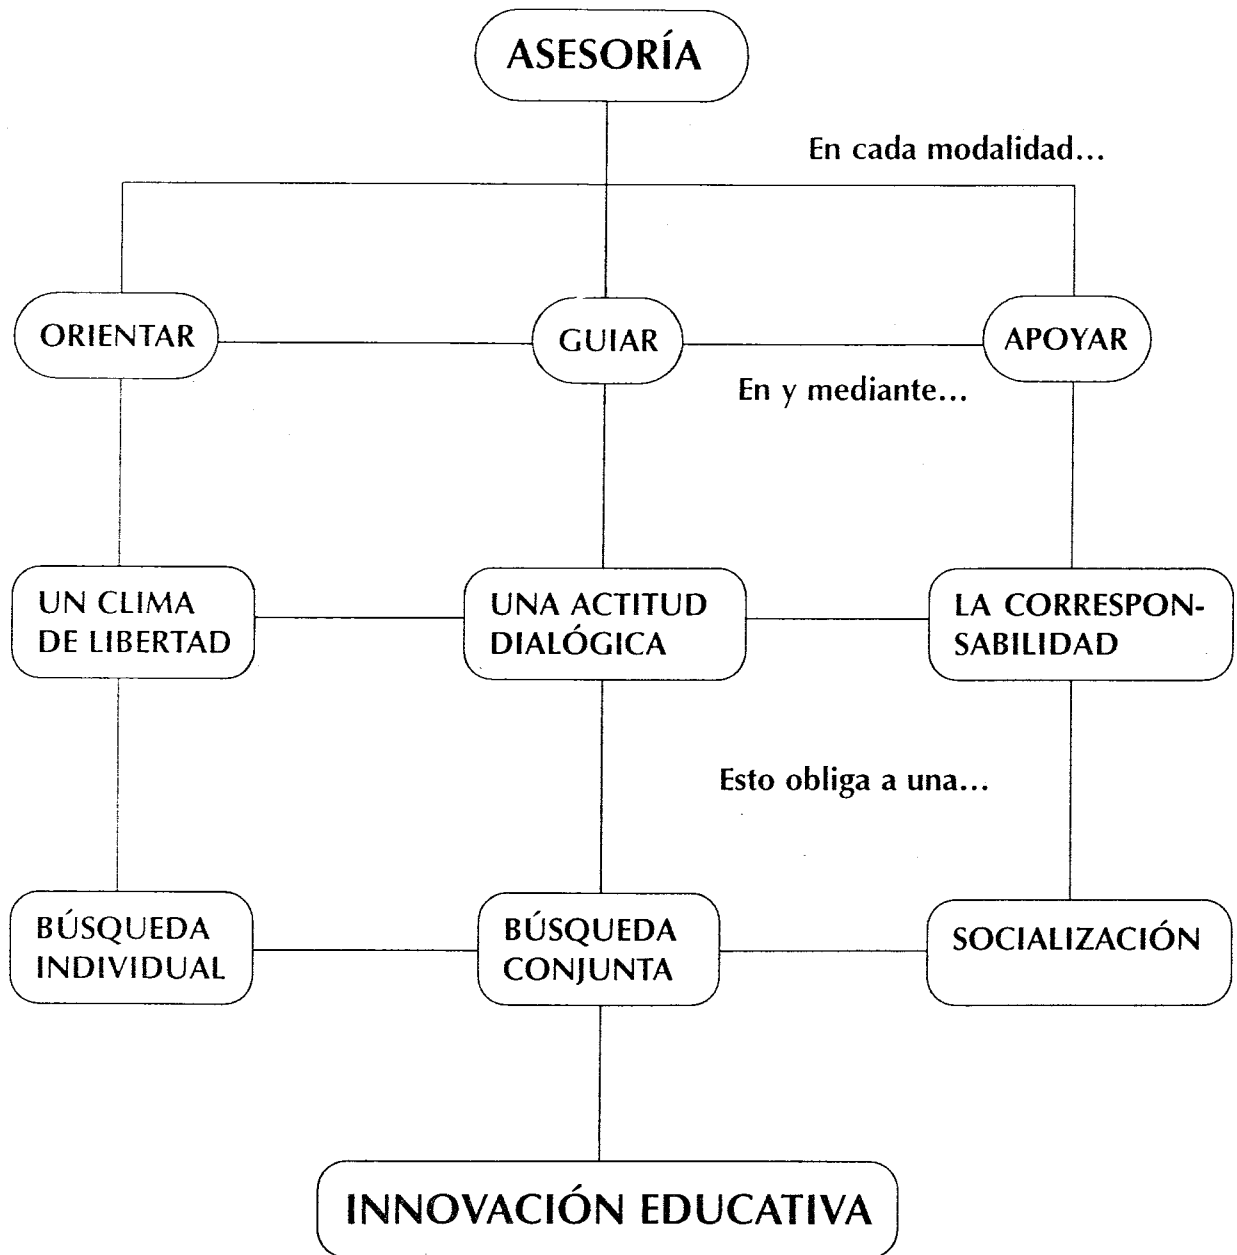 ASESORÍA
En cada modalidad...
ORIENTAR
GUIAR
APOYAR
En y mediante...
UN CLIMA
DE LIBERTAD
UNA ACTITUD
DIALÓGICA
LA CORRESPON-
SABILIDAD
Esto obliga a una...
BÚSQUEDA
INDIVIDUAL
BÚSQUEDA
CONJUNTA
SOCIALIZACIÓN
INNOVACIÓN EDUCATIVA